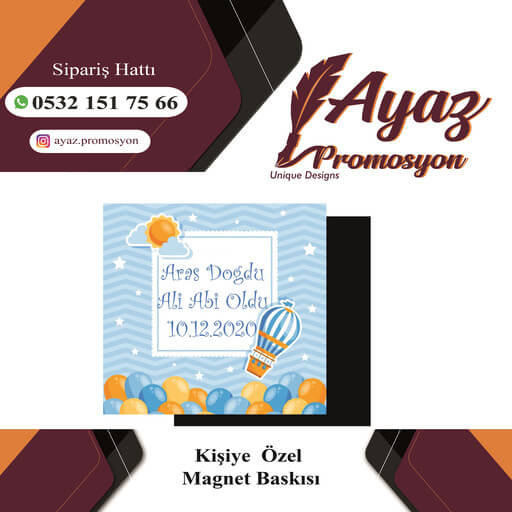 Sipariş Hattı
0532 151 75 66
ayaz.promosyon
Ayaz
Promosyon
Unique Designs
Aras Doğdu
Ali Abi Oldu
10.12.2020
Kişiye Özel
Magnet Baskısı